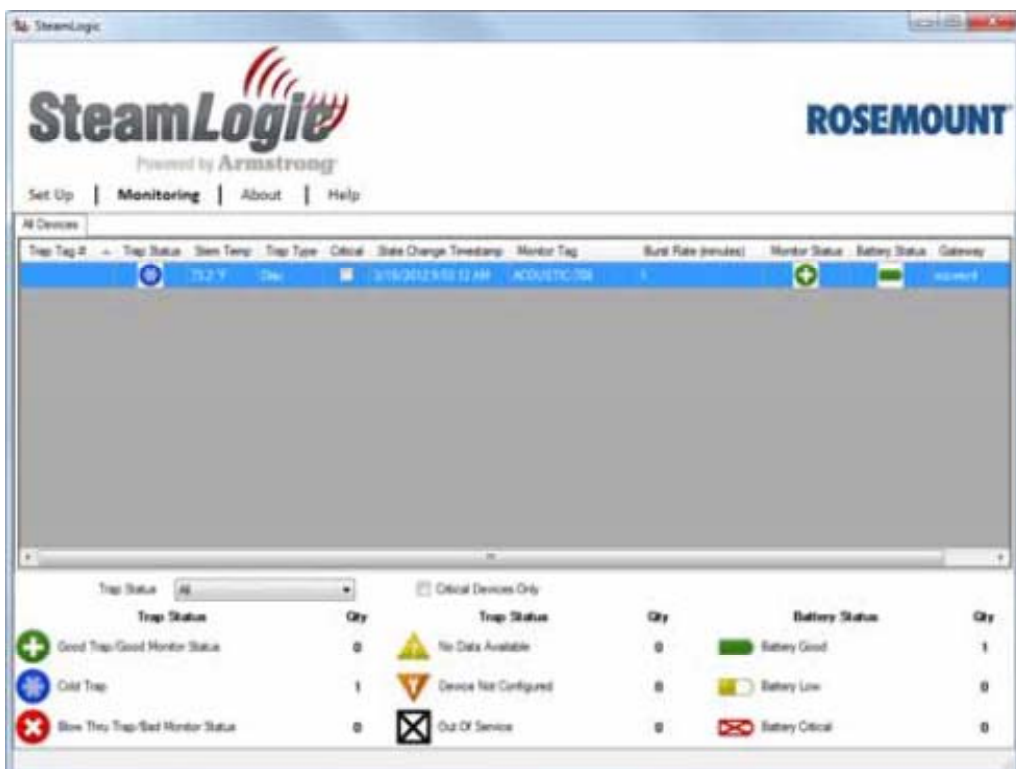 SteamLogic
SteamLogic
Powered by Armstrong
ROSEMOUNT
Set Up | Monitoring | About | Help
All Devices
Trap Tag # Trap Status Stem Temp Trap Type Critical State Change Timestamp Monitor Tag Burst Rate (minutes) Monitor Status Battery Status Gateway
Disc 1
Trap Status All Critical Devices Only
Trap Status Qty Trap Status Qty Battery Status Qty
Good Trap/Good Monitor Status 0 No Data Available 0 Battery Good 1
Cold Trap 1 Device Not Configured 0 Battery Low 0
Blow Thru Trap/Bad Monitor Status 0 Out Of Service 0 Battery Critical 0